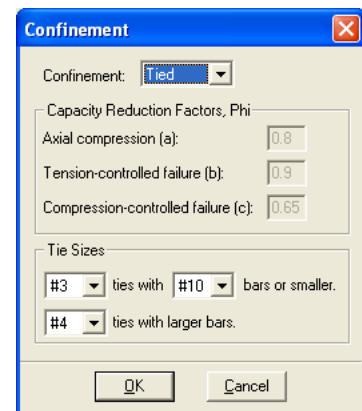 Confinement
Confinement: Tied
Capacity Reduction Factors, Phi
Axial compression (a): 0.8
Tension-controlled failure (b): 0.9
Compression-controlled failure (c): 0.65
Tie Sizes
#3 ties with #10 bars or smaller.
#4 ties with larger bars.
OK Cancel